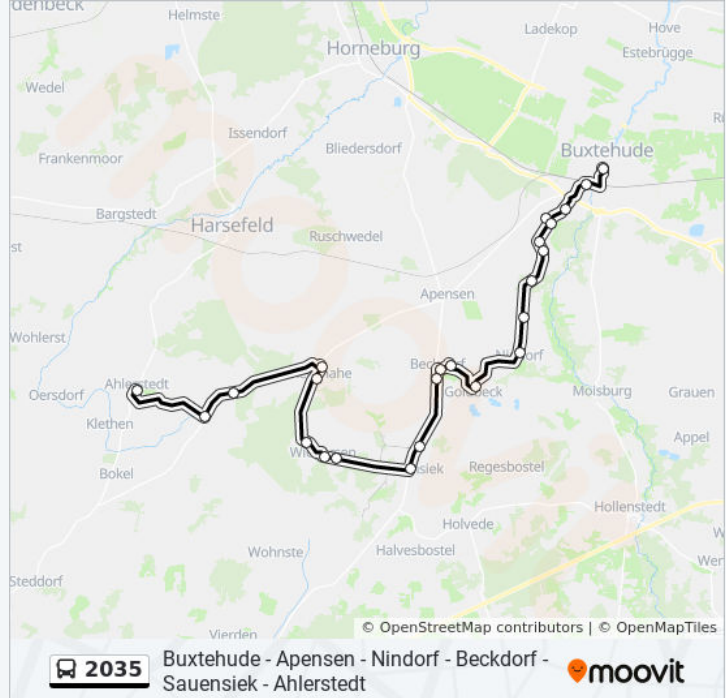 Helmste
Ladekop
Hove
Horneburg
Estebrügge
Wedel
Issendorf
Bliedersdorf
Buxtehude
Frankenmoor
Bargstedt
Harsefeld
Ruschwedel
Apensen
Wohlerst
Ahlerstedt
Oersdorf
Moisburg
Grauen
Klethen
Appel
Bokel
Regesbostel
Hollenstedt
Holvede
Wohnste
Halvesbostel
Steddorf
Vierden
© OpenStreetMap contributors | © OpenMapTiles
2035
Buxtehude - Apensen - Nindorf - Beckdorf -
Sauensiek - Ahlerstedt
moovit